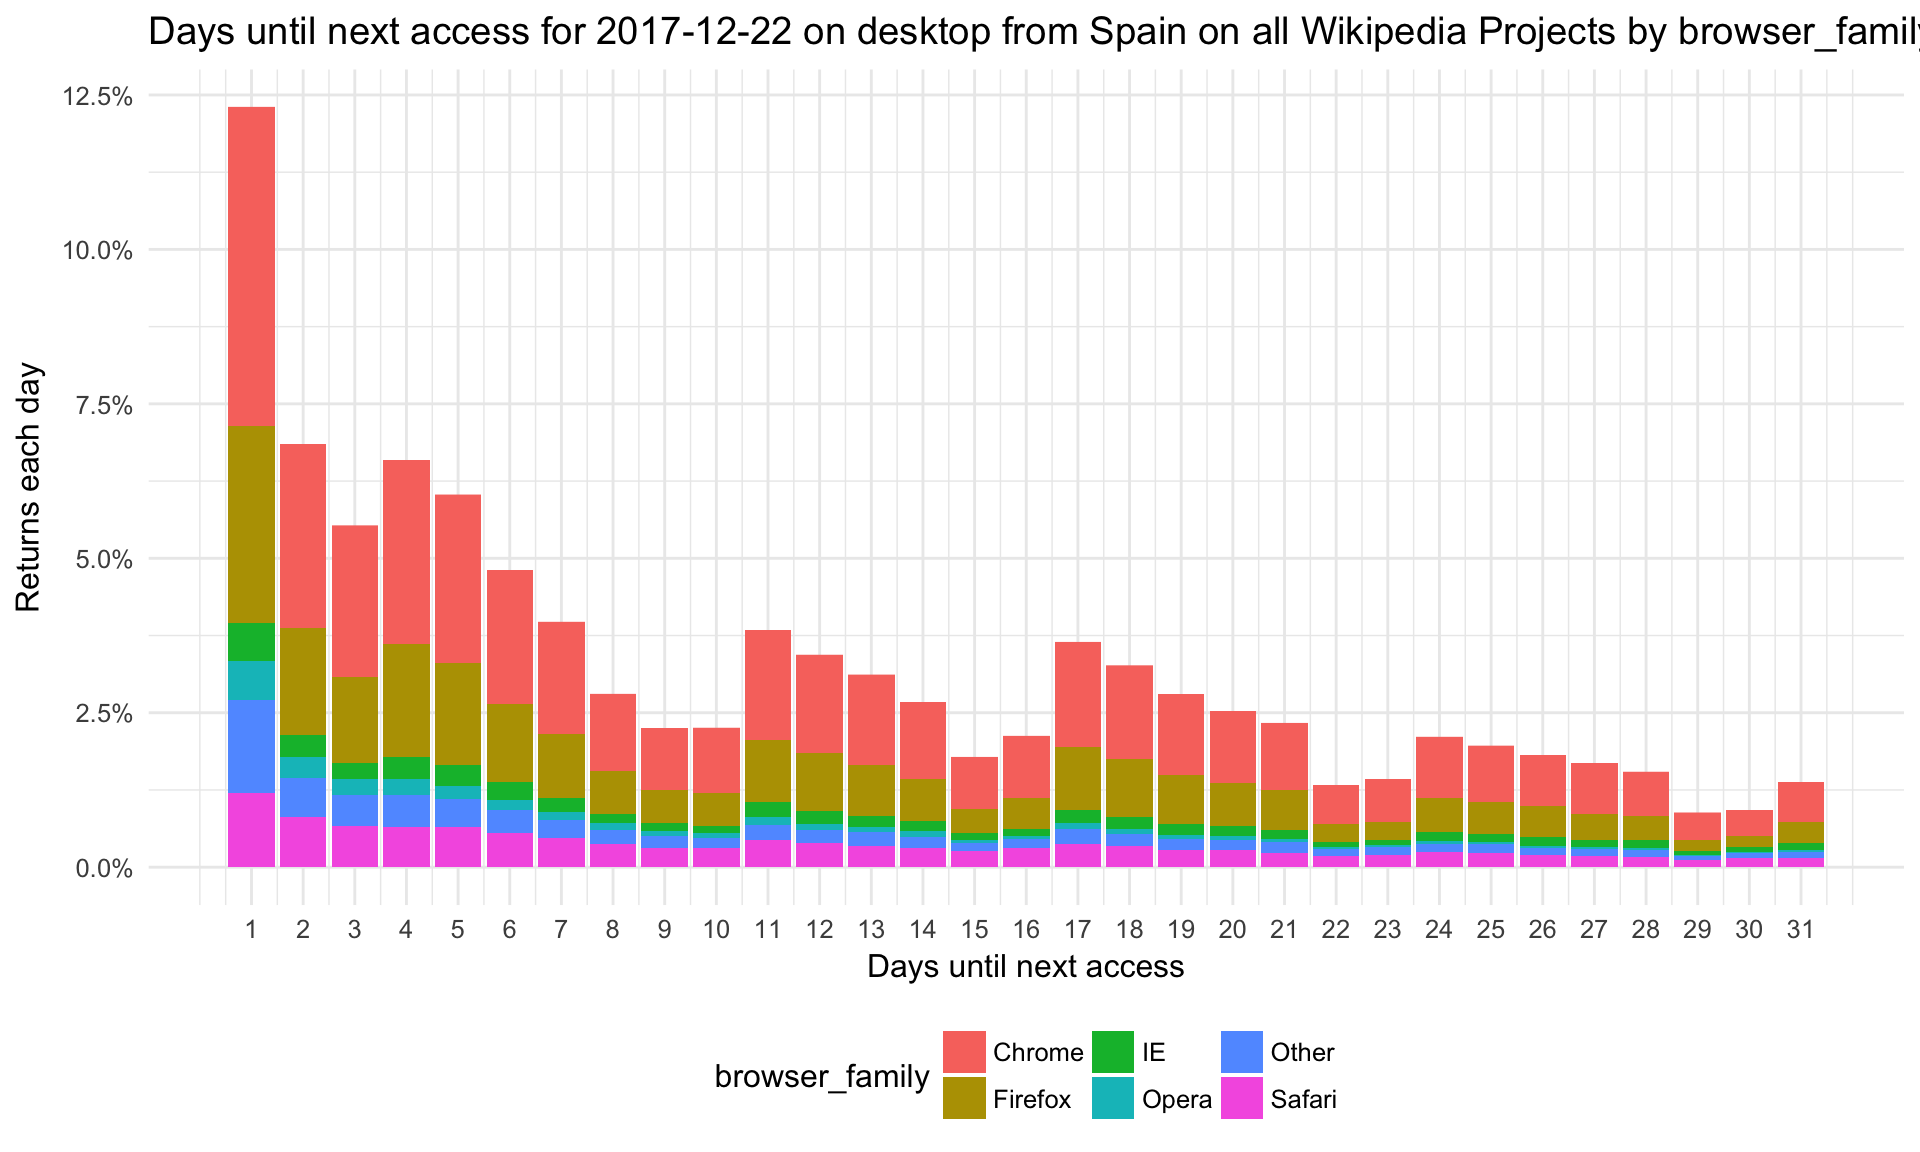 Days until next access for 2017-12-22 on desktop from Spain on all Wikipedia Projects by browser_family
Returns each day
12.5%
10.0%
7.5%
5.0%
2.5%
0.0%
1 2 3 4 5 6 7 8 9 10 11 12 13 14 15 16 17 18 19 20 21 22 23 24 25 26 27 28 29 30 31
Days until next access
browser_family
Chrome IE Other
Firefox Opera Safari